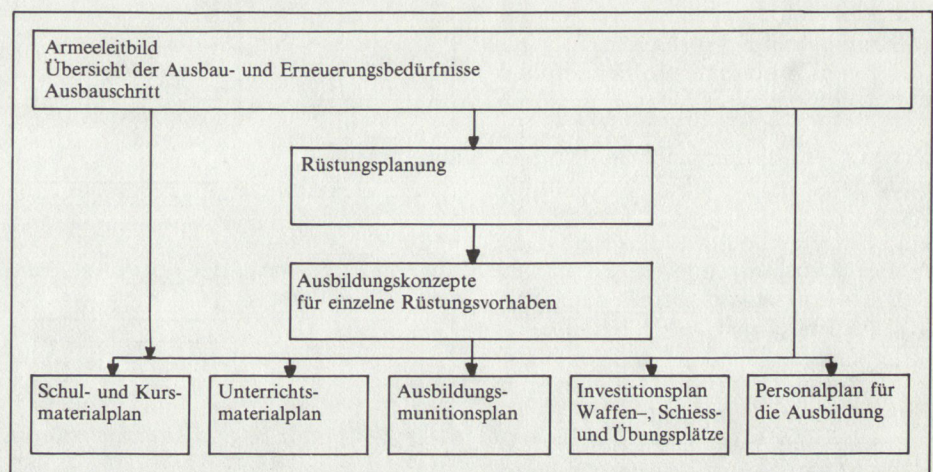 Armeeleitbild
Übersicht der Ausbau- und Erneuerungsbedürfnisse
Ausbauschritt
Rüstungsplanung
Ausbildungskonzepte
für einzelne Rüstungsvorhaben
Schul- und Kurs-
materialplan
Unterrichts-
materialplan
Ausbildungs-
munitionsplan
Investitionsplan
Waffen–, Schiess-
und Übungsplätze
Personalplan für
die Ausbildung